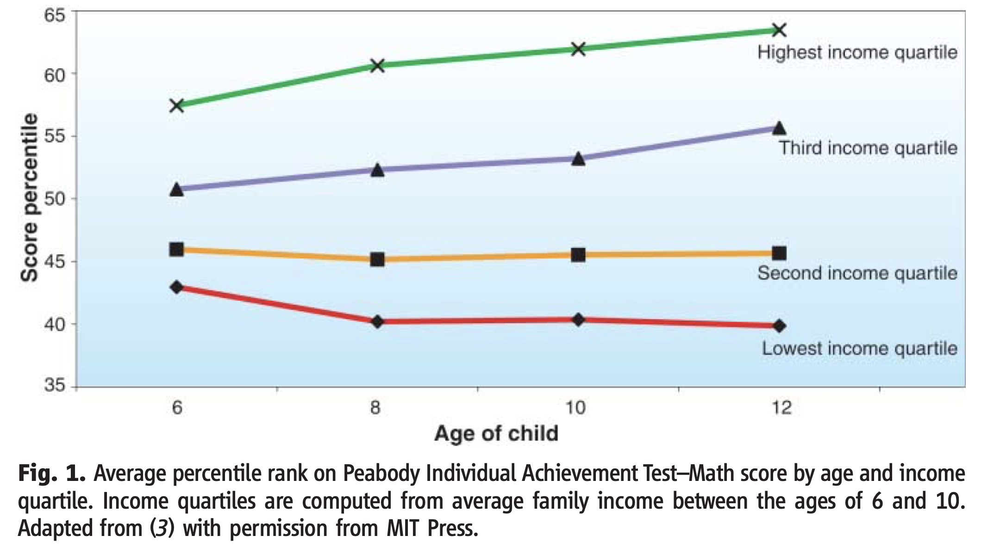 65
60
55
50
45
40
35
Score percentile
Highest income quartile
Third income quartile
Second income quartile
Lowest income quartile
6 8 10 12
Age of child
Fig. 1. Average percentile rank on Peabody Individual Achievement Test–Math score by age and income
quartile. Income quartiles are computed from average family income between the ages of 6 and 10.
Adapted from (3) with permission from MIT Press.